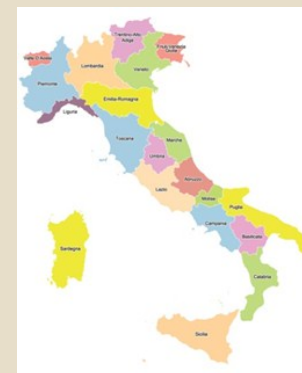 Trentino-Alto
Adige
Friuli-Venezia
Giulia
Valle D'Aosta
Lombardia
Veneto
Piemonte
Emilia-Romagna
Liguria
Toscana
Marche
Umbria
Lazio
Abruzzo
Molise
Puglia
Campania
Basilicata
Sardegna
Calabria
Sicilia